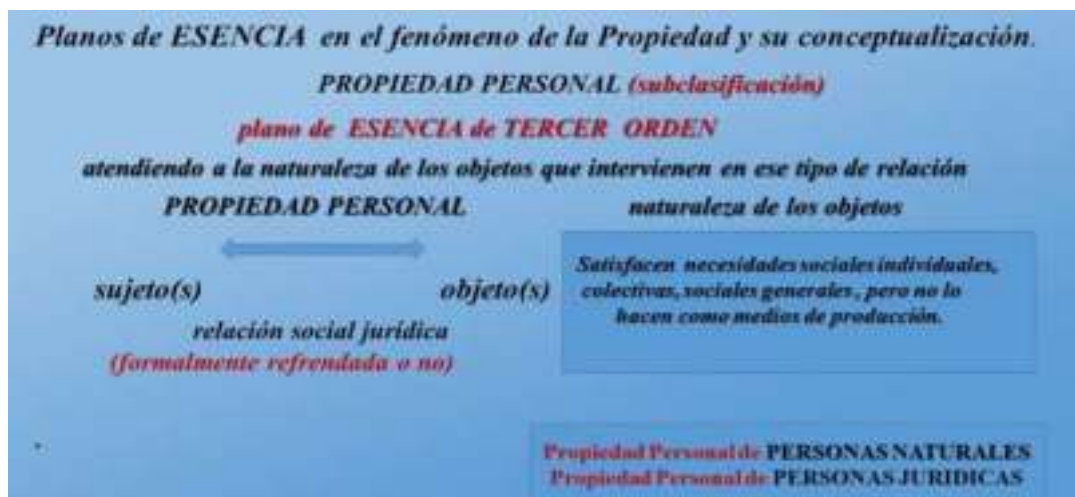 Planos de ESENCIA en el fenómeno de la Propiedad y su conceptualización.
PROPIEDAD PERSONAL (subclasificación)
plano de ESENCIA de TERCER ORDEN
atendiendo a la naturaleza de los objetos que intervienen en ese tipo de relación
PROPIEDAD PERSONAL
naturaleza de los objetos
sujeto(s) objeto(s)
relación social jurídica
(formalmente refrendada o no)
Satisfacen necesidades sociales individuales,
colectivas, sociales generales, pero no lo
hacen como medios de producción.
Propiedad Personal de PERSONAS NATURALES
Propiedad Personal de PERSONAS JURIDICAS